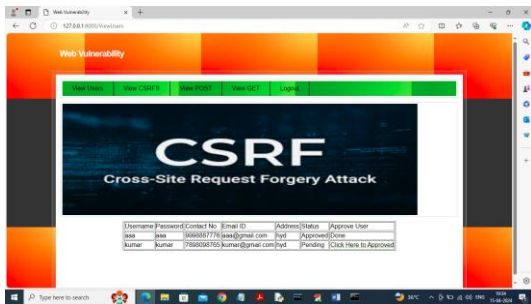 Web Vulnerability
127.0.0.1:8000/ViewUsers
Web Vulnerability
View Users View CSRFS View POST View GET Logout
CSRF
Cross-Site Request Forgery Attack
Username Password Contact No Email ID Address Status Approve User
aaa aaa aaa@gmail.com hyd Approved Done
kumar kumar 7898098765 kumar@gmail.com hyd Pending Click Here to Approved
Type here to search
36°C ENG